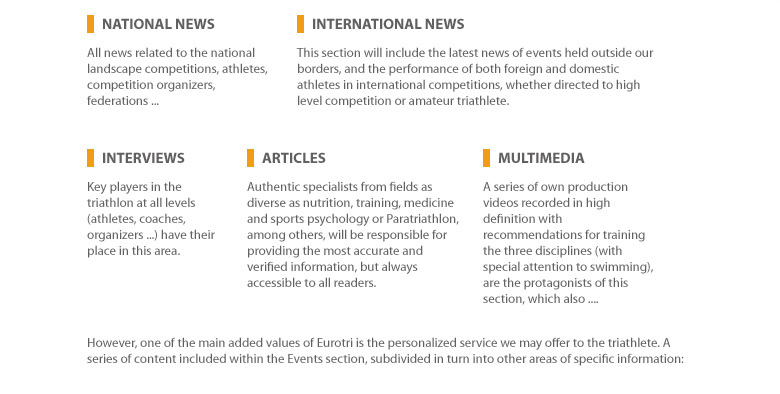 NATIONAL NEWS
All news related to the national
landscape competitions, athletes,
competition organizers,
federations ...
INTERNATIONAL NEWS
This section will include the latest news of events held outside our
borders, and the performance of both foreign and domestic
athletes in international competitions, whether directed to high
level competition or amateur triathlete.
INTERVIEWS
Key players in the
triathlon at all levels
(athletes, coaches,
organizers ...) have their
place in this area.
ARTICLES
Authentic specialists from fields as
diverse as nutrition, training, medicine
and sports psychology or Paratriathlon,
among others, will be responsible for
providing the most accurate and
verified information, but always
accessible to all readers.
MULTIMEDIA
A series of own production
videos recorded in high
definition with
recommendations for training
the three disciplines (with
special attention to swimming),
are the protagonists of this
section, which also ....
However, one of the main added values of Eurotri is the personalized service we may offer to the triathlete. A
series of content included within the Events section, subdivided in turn into other areas of specific information: